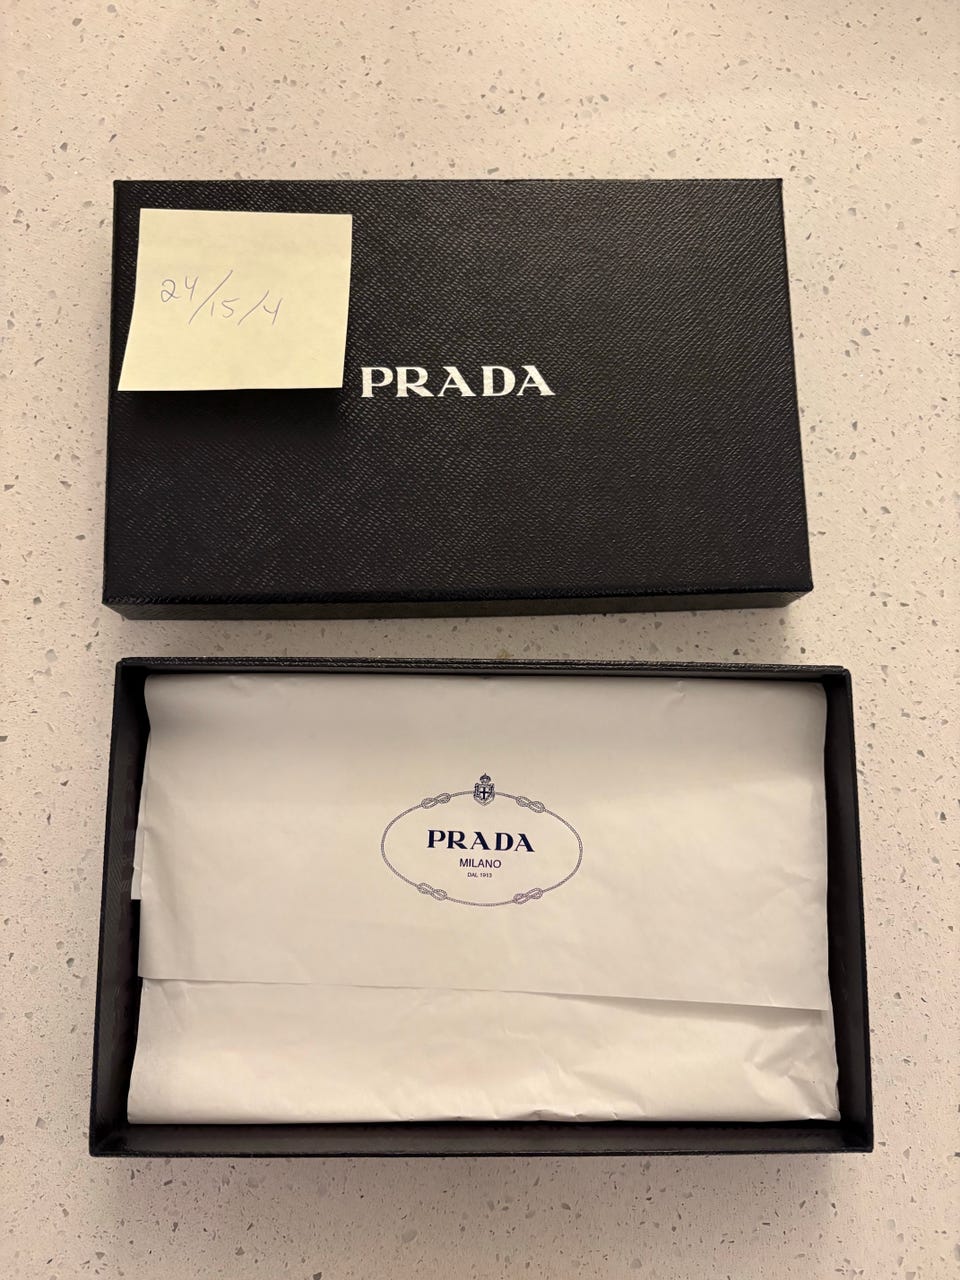 24/15/4
PRADA
PRADA
MILANO
DAL 1913